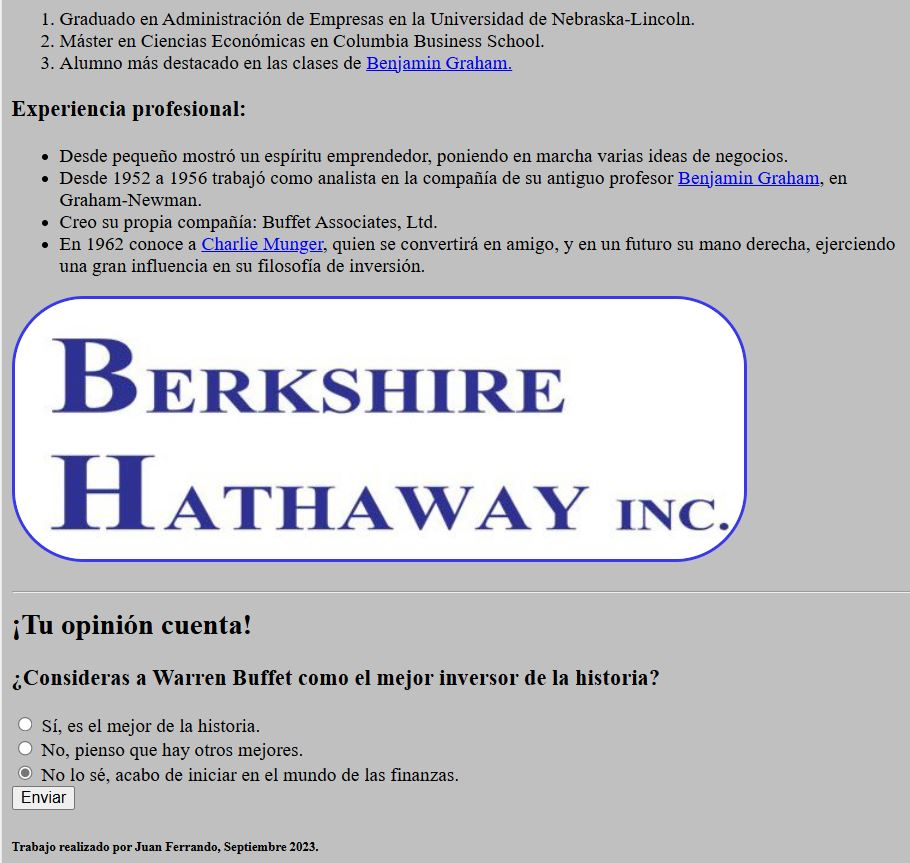 1. Graduado en Administración de Empresas en la Universidad de Nebraska-Lincoln.
2. Máster en Ciencias Económicas en Columbia Business School.
3. Alumno más destacado en las clases de Benjamin Graham.
Experiencia profesional:
• Desde pequeño mostró un espíritu emprendedor, poniendo en marcha varias ideas de negocios.
• Desde 1952 a 1956 trabajó como analista en la compañía de su antiguo profesor Benjamin Graham, en
Graham-Newman.
• Creo su propia compañía: Buffet Associates, Ltd.
• En 1962 conoce a Charlie Munger, quien se convertirá en amigo, y en un futuro su mano derecha, ejerciendo
una gran influencia en su filosofía de inversión.
BERKSHIRE
HATHAWAY INC.
¡Tu opinión cuenta!
¿Consideras a Warren Buffet como el mejor inversor de la historia?
Sí, es el mejor de la historia.
No, pienso que hay otros mejores.
No lo sé, acabo de iniciar en el mundo de las finanzas.
Enviar
Trabajo realizado por Juan Ferrando, Septiembre 2023.